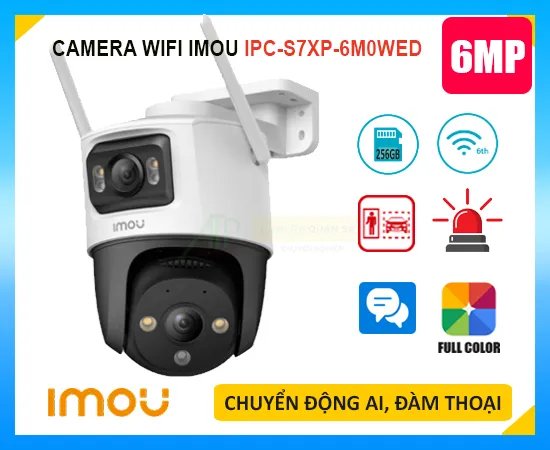 CAMERA WIFI IMOU IPC-S7XP-6M0WED
6MP
256GB
6th
imou
FULL COLOR
imou
CHUYỂN ĐỘNG AI, ĐÀM THOẠI